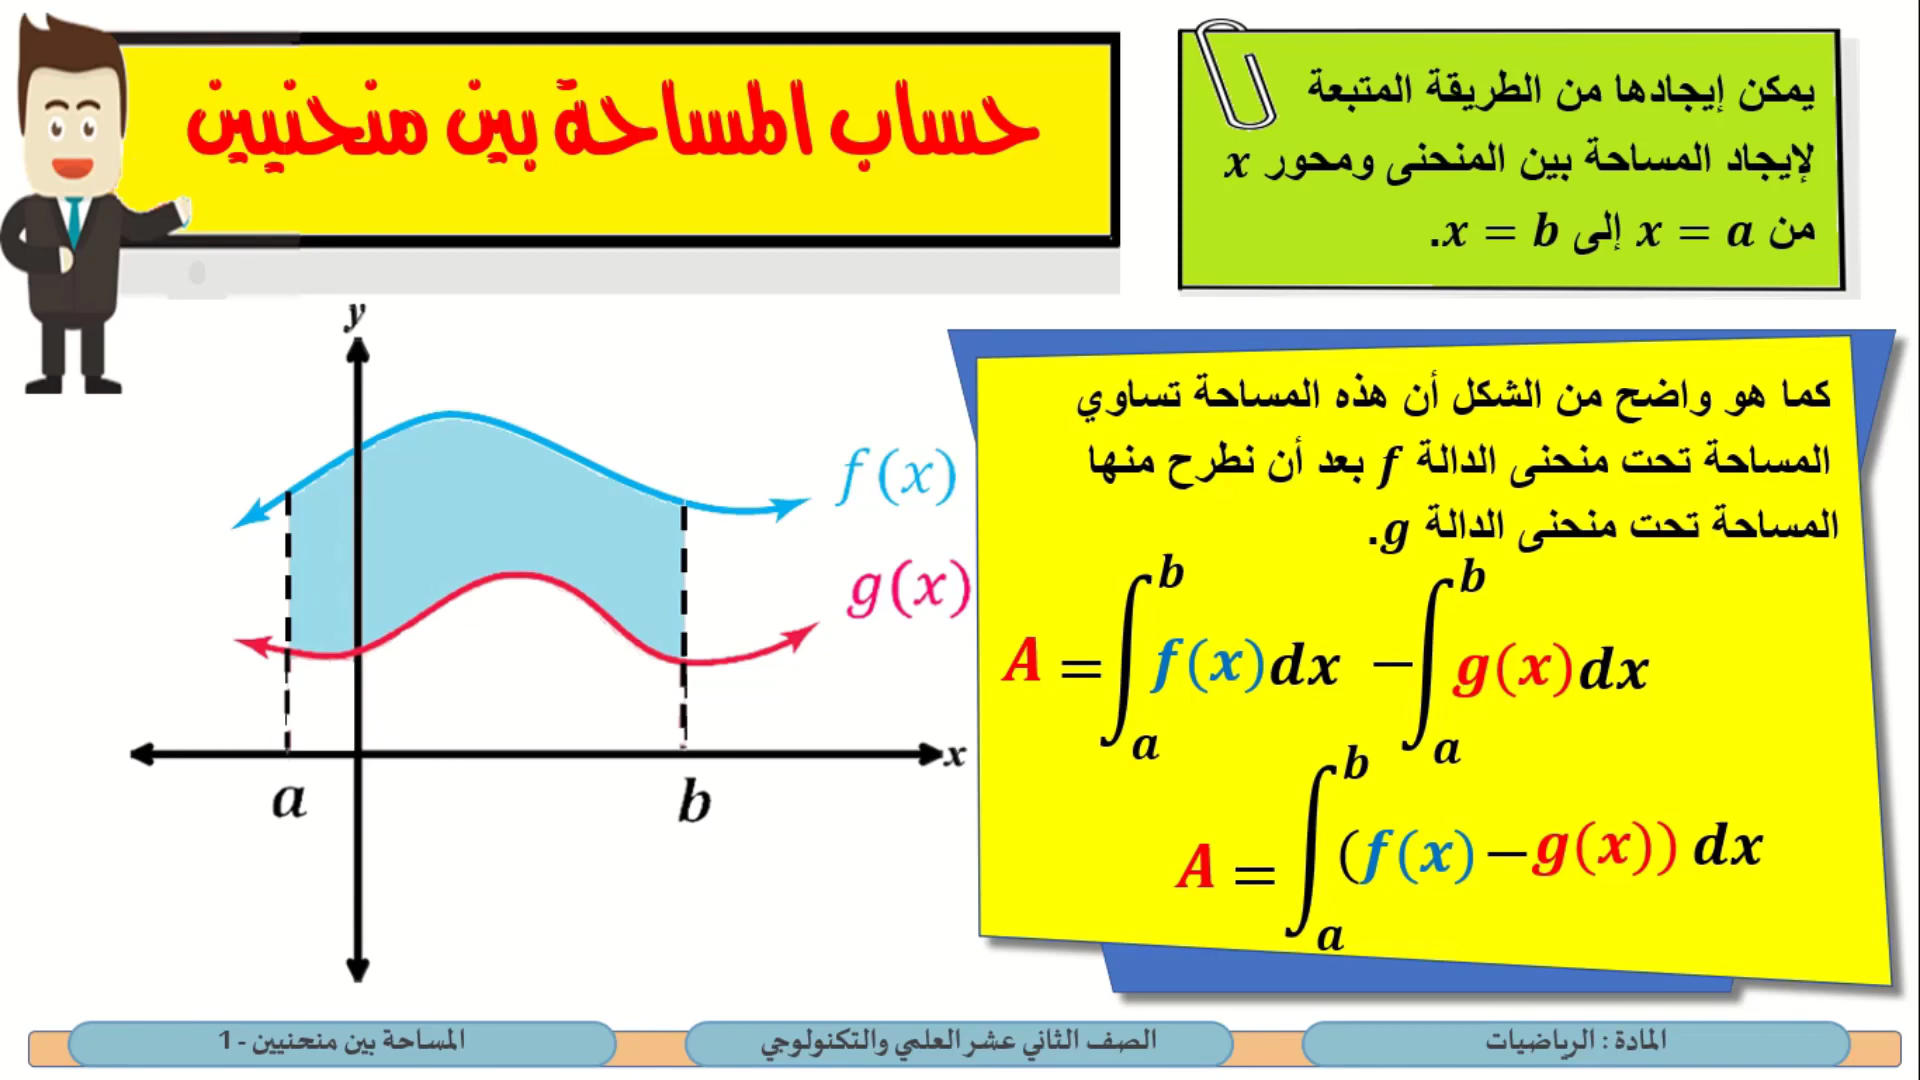 حساب المساحة بين منحنيين
يمكن إيجادها من الطريقة المتبعة
لإيجاد المساحة بين المنحنى ومحور x
من x = a إلى x = b.
كما هو واضح من الشكل أن هذه المساحة تساوي
المساحة تحت منحنى الدالة f بعد أن نطرح منها
المساحة تحت منحنى الدالة g.
A = ∫_a^b f(x)dx − ∫_a^b g(x)dx
A = ∫_a^b (f(x) − g(x)) dx
y
f(x)
g(x)
x
a
b
المادة : الرياضيات
الصف الثاني عشر العلمي والتكنولوجي
المساحة بين منحنيين - 1